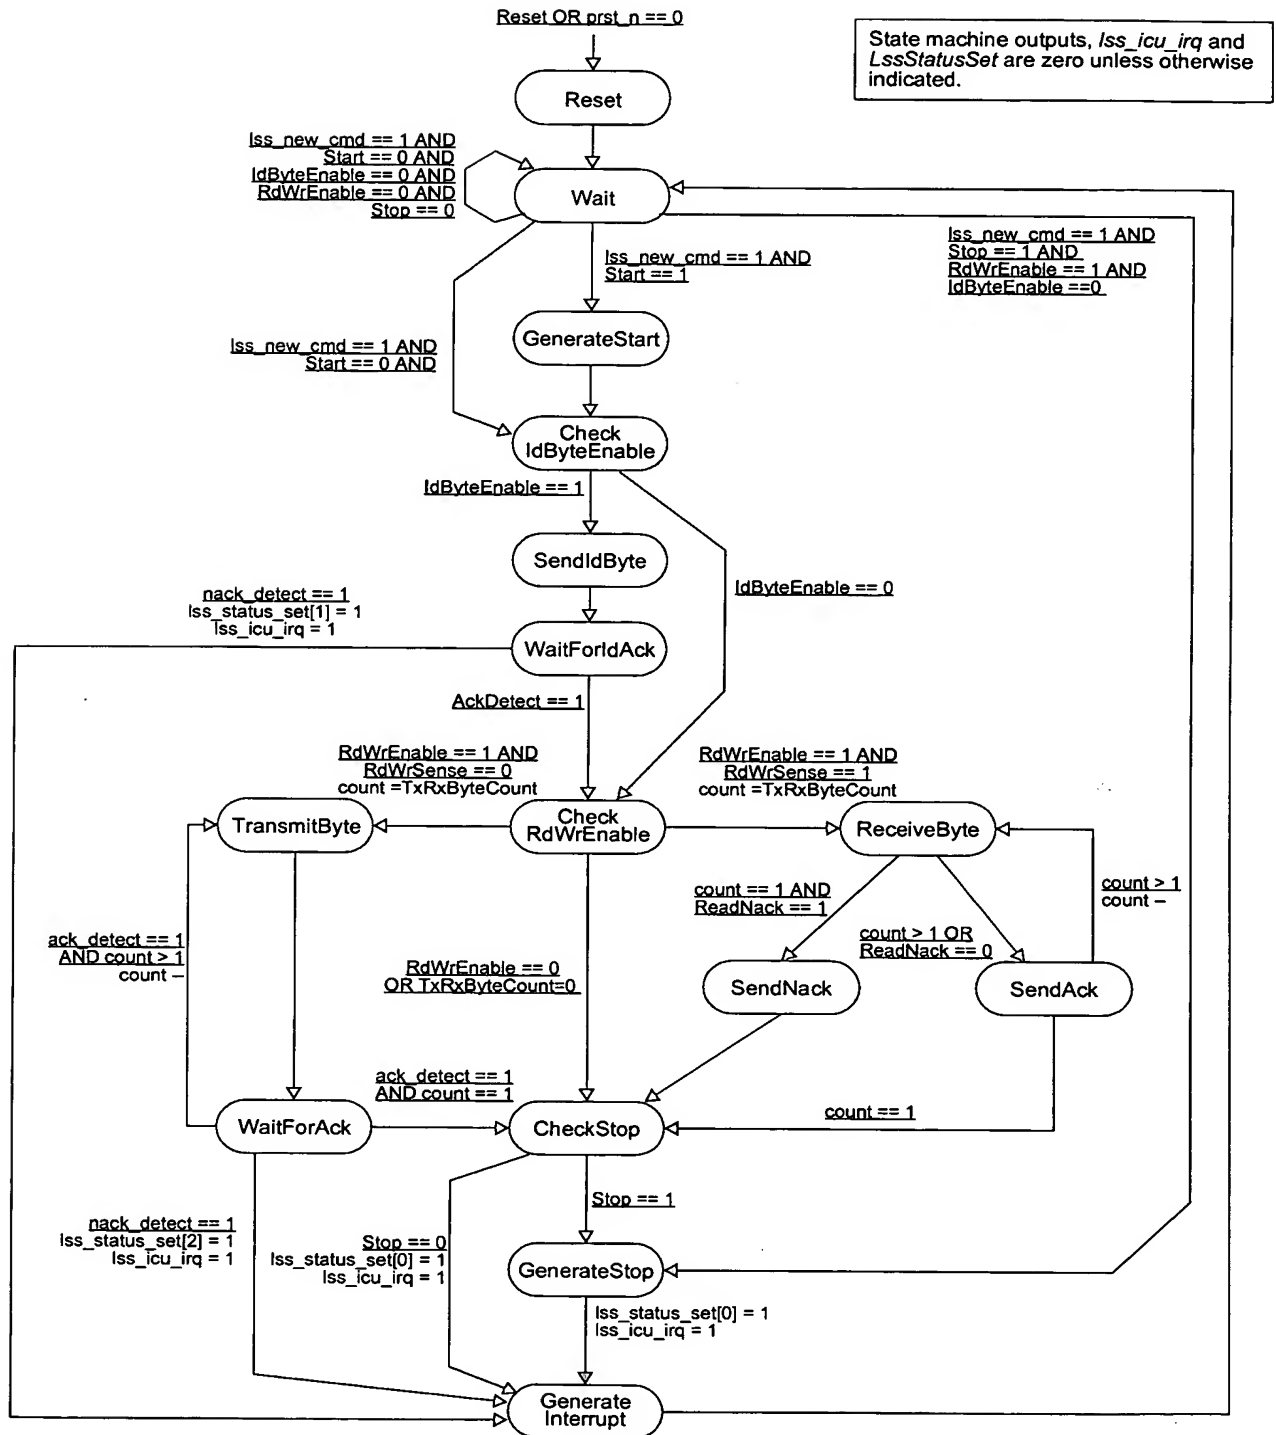 Reset OR prst_n == 0
State machine outputs, lss_icu_irq and
LssStatusSet are zero unless otherwise
indicated.
Reset
lss_new_cmd == 1 AND
Start == 0 AND
IdByteEnable == 0 AND
RdWrEnable == 0 AND
Stop == 0
Wait
lss_new_cmd == 1 AND
Start == 1
lss_new_cmd == 1 AND
Stop == 1 AND
RdWrEnable == 1 AND
IdByteEnable ==0
GenerateStart
lss_new_cmd == 1 AND
Start == 0 AND
Check
IdByteEnable
IdByteEnable == 1
SendIdByte
IdByteEnable == 0
nack_detect == 1
lss_status_set[1] = 1
lss_icu_irq = 1
WaitForIdAck
AckDetect == 1
RdWrEnable == 1 AND
RdWrSense == 0
count =TxRxByteCount
RdWrEnable == 1 AND
RdWrSense == 1
count =TxRxByteCount
TransmitByte
Check
RdWrEnable
ReceiveByte
count == 1 AND
ReadNack == 1
count > 1
count –
ack_detect == 1
AND count > 1
count –
count > 1 OR
ReadNack == 0
RdWrEnable == 0
OR TxRxByteCount=0
SendNack
SendAck
ack_detect == 1
AND count == 1
WaitForAck
CheckStop
count == 1
Stop == 1
nack_detect == 1
lss_status_set[2] = 1
lss_icu_irq = 1
Stop == 0
lss_status_set[0] = 1
lss_icu_irq = 1
GenerateStop
lss_status_set[0] = 1
lss_icu_irq = 1
Generate
Interrupt